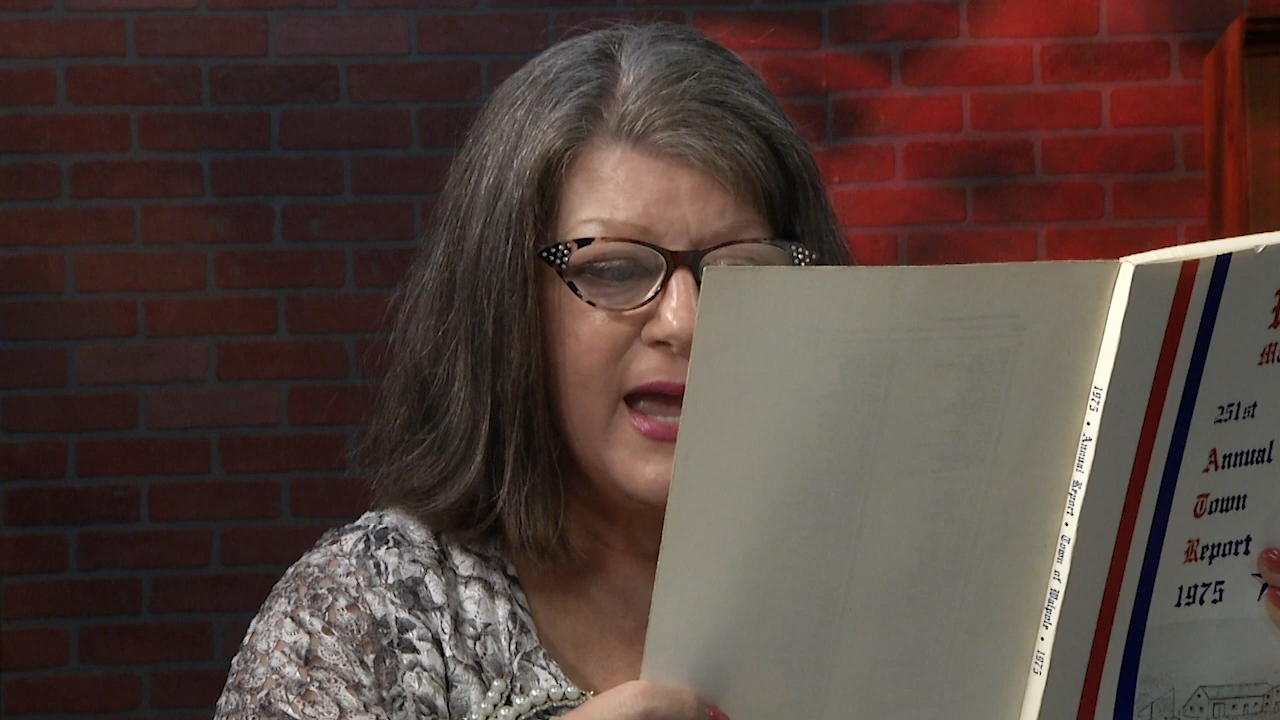 1975 • Annual Report • Town of Walpole • 1975
251st
Annual
Town
Report
1975